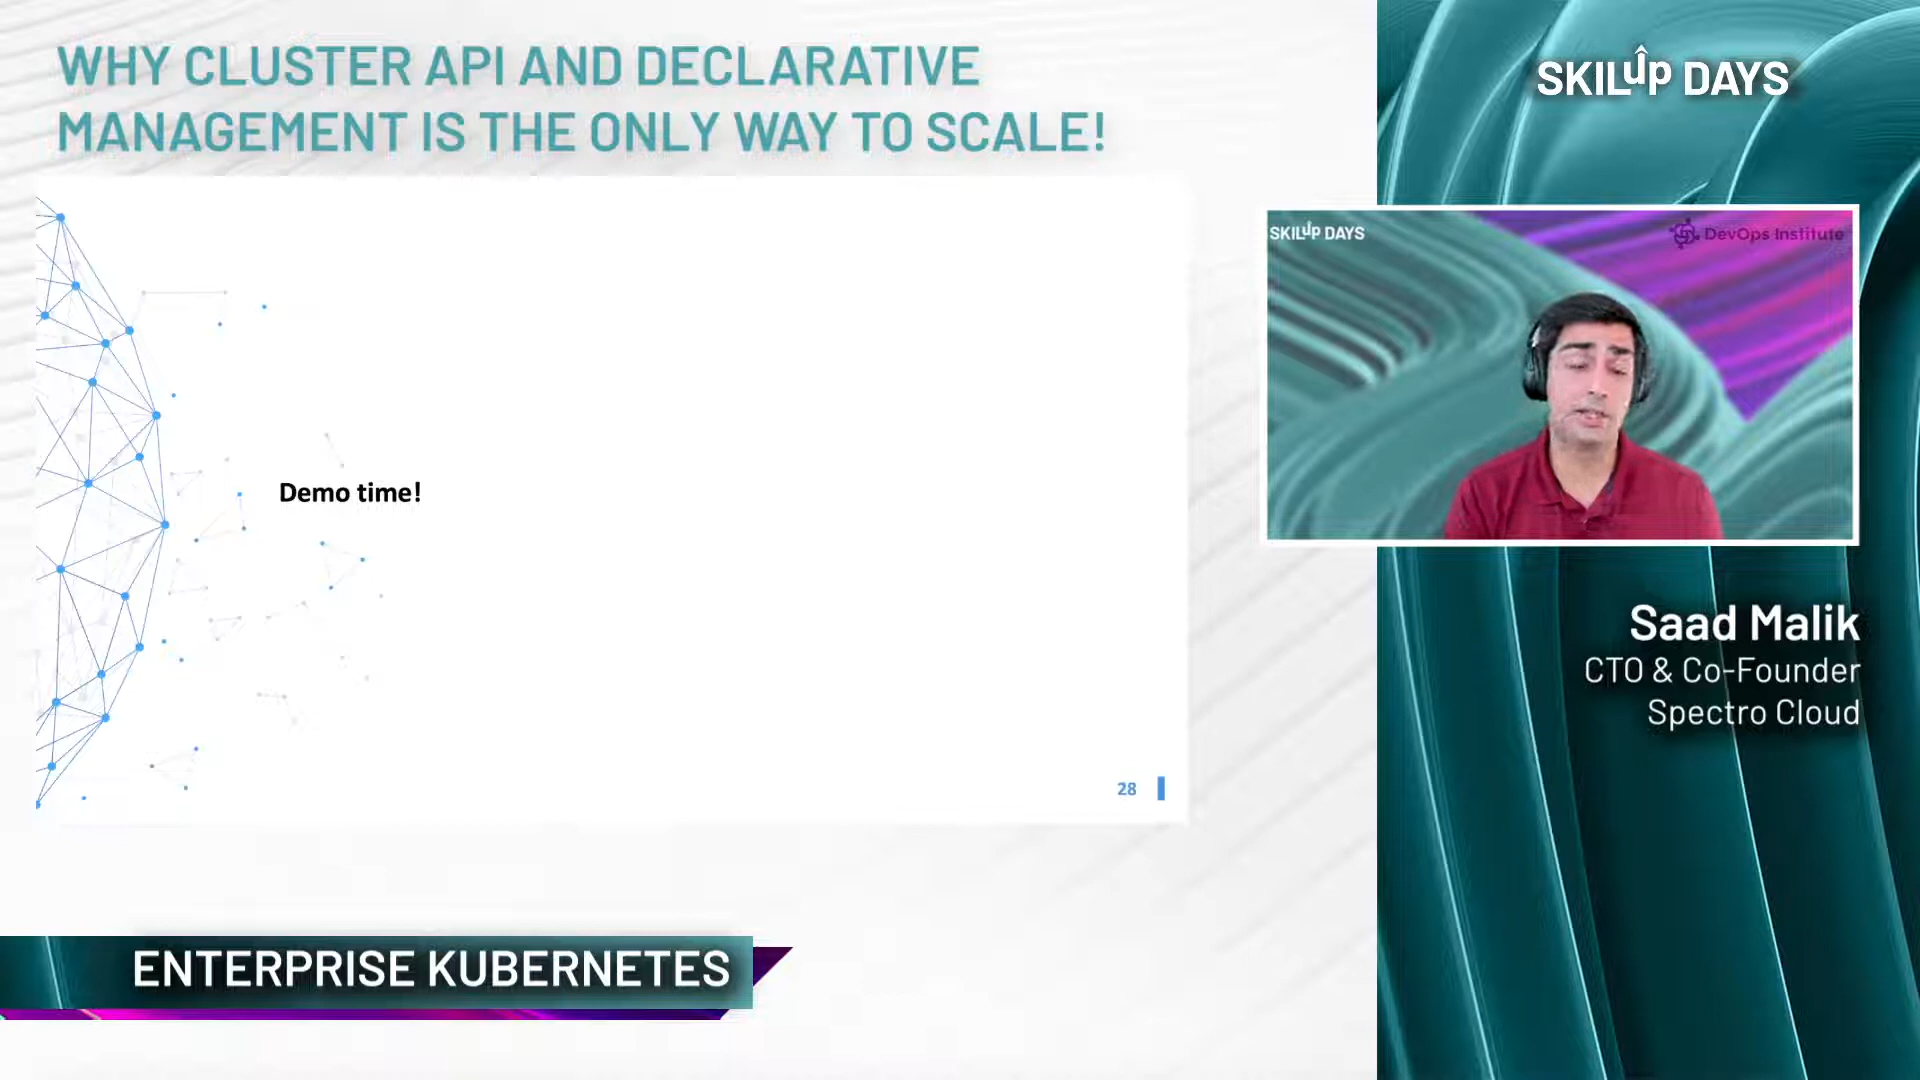 WHY CLUSTER API AND DECLARATIVE
MANAGEMENT IS THE ONLY WAY TO SCALE!
SKILup DAYS
SKILup DAYS
DevOps Institute
Demo time!
Saad Malik
CTO & Co-Founder
Spectro Cloud
28
ENTERPRISE KUBERNETES